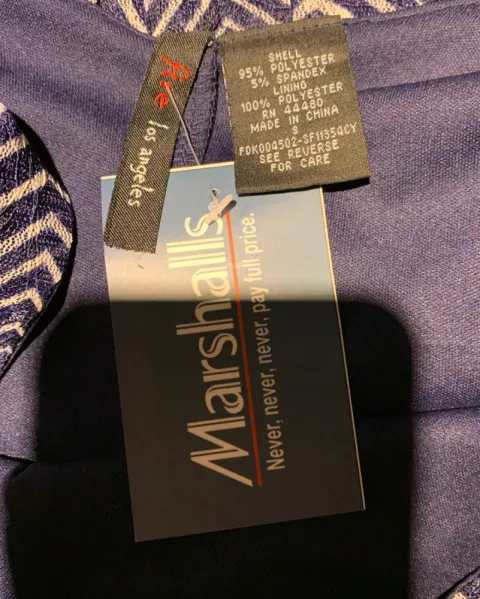 fire los angeles
SHELL
95% POLYESTER
5% SPANDEX
LINING
100% POLYESTER
RN 44480
MADE IN CHINA
S
FDK004502-SF11354CY
SEE REVERSE
FOR CARE
Marshalls
Never, never, never, pay full price.